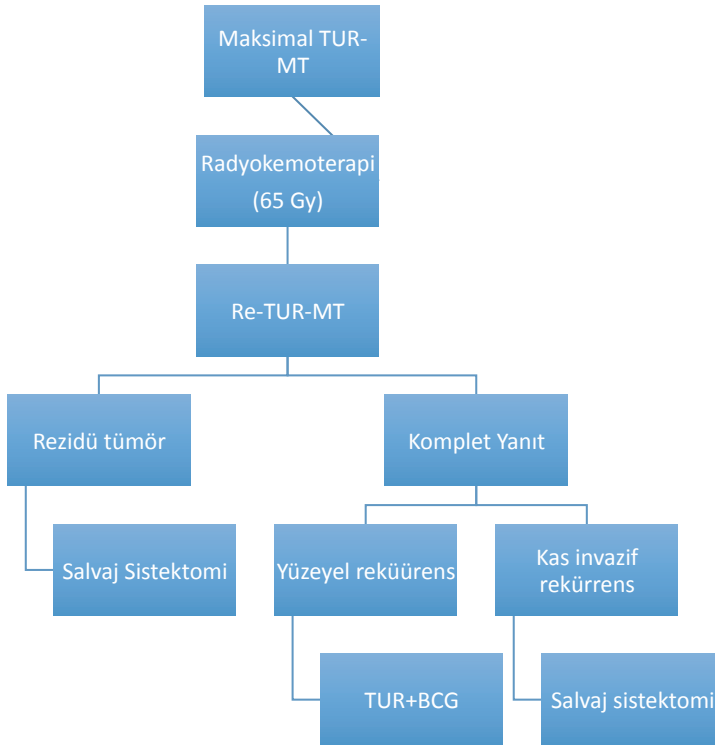 Maksimal TUR-
MT
Radyokemoterapi
(65 Gy)
Re-TUR-MT
Rezidü tümör
Komplet Yanıt
Salvaj Sistektomi
Yüzeyel reküürens
Kas invazif
rekürrens
TUR+BCG
Salvaj sistektomi